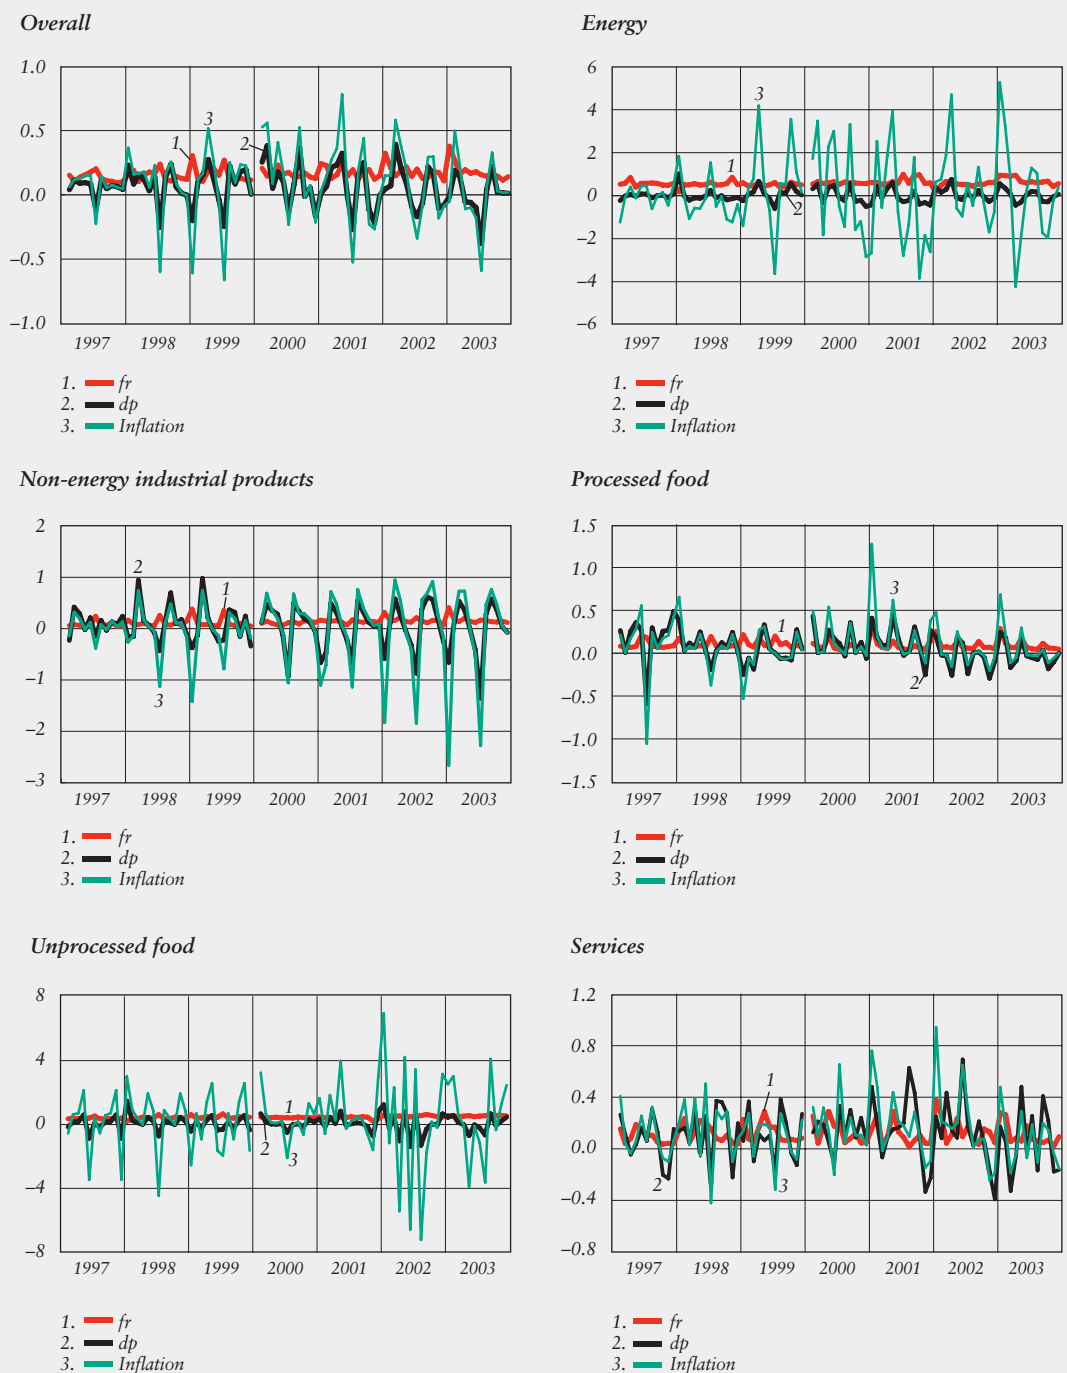 Overall
1.0
0.5
0.0
–0.5
–1.0
1
3
2
1997 1998 1999 2000 2001 2002 2003
1. fr
2. dp
3. Inflation
Energy
6
4
2
0
–2
–4
–6
3
1
2
1997 1998 1999 2000 2001 2002 2003
1. fr
2. dp
3. Inflation
Non-energy industrial products
2
1
0
–1
–2
–3
2
1
3
1997 1998 1999 2000 2001 2002 2003
1. fr
2. dp
3. Inflation
Processed food
1.5
1.0
0.5
0.0
–0.5
–1.0
–1.5
3
1
2
1997 1998 1999 2000 2001 2002 2003
1. fr
2. dp
3. Inflation
Unprocessed food
8
4
0
–4
–8
1
2
3
1997 1998 1999 2000 2001 2002 2003
1. fr
2. dp
3. Inflation
Services
1.2
0.8
0.4
0.0
–0.4
–0.8
1
2
3
1997 1998 1999 2000 2001 2002 2003
1. fr
2. dp
3. Inflation